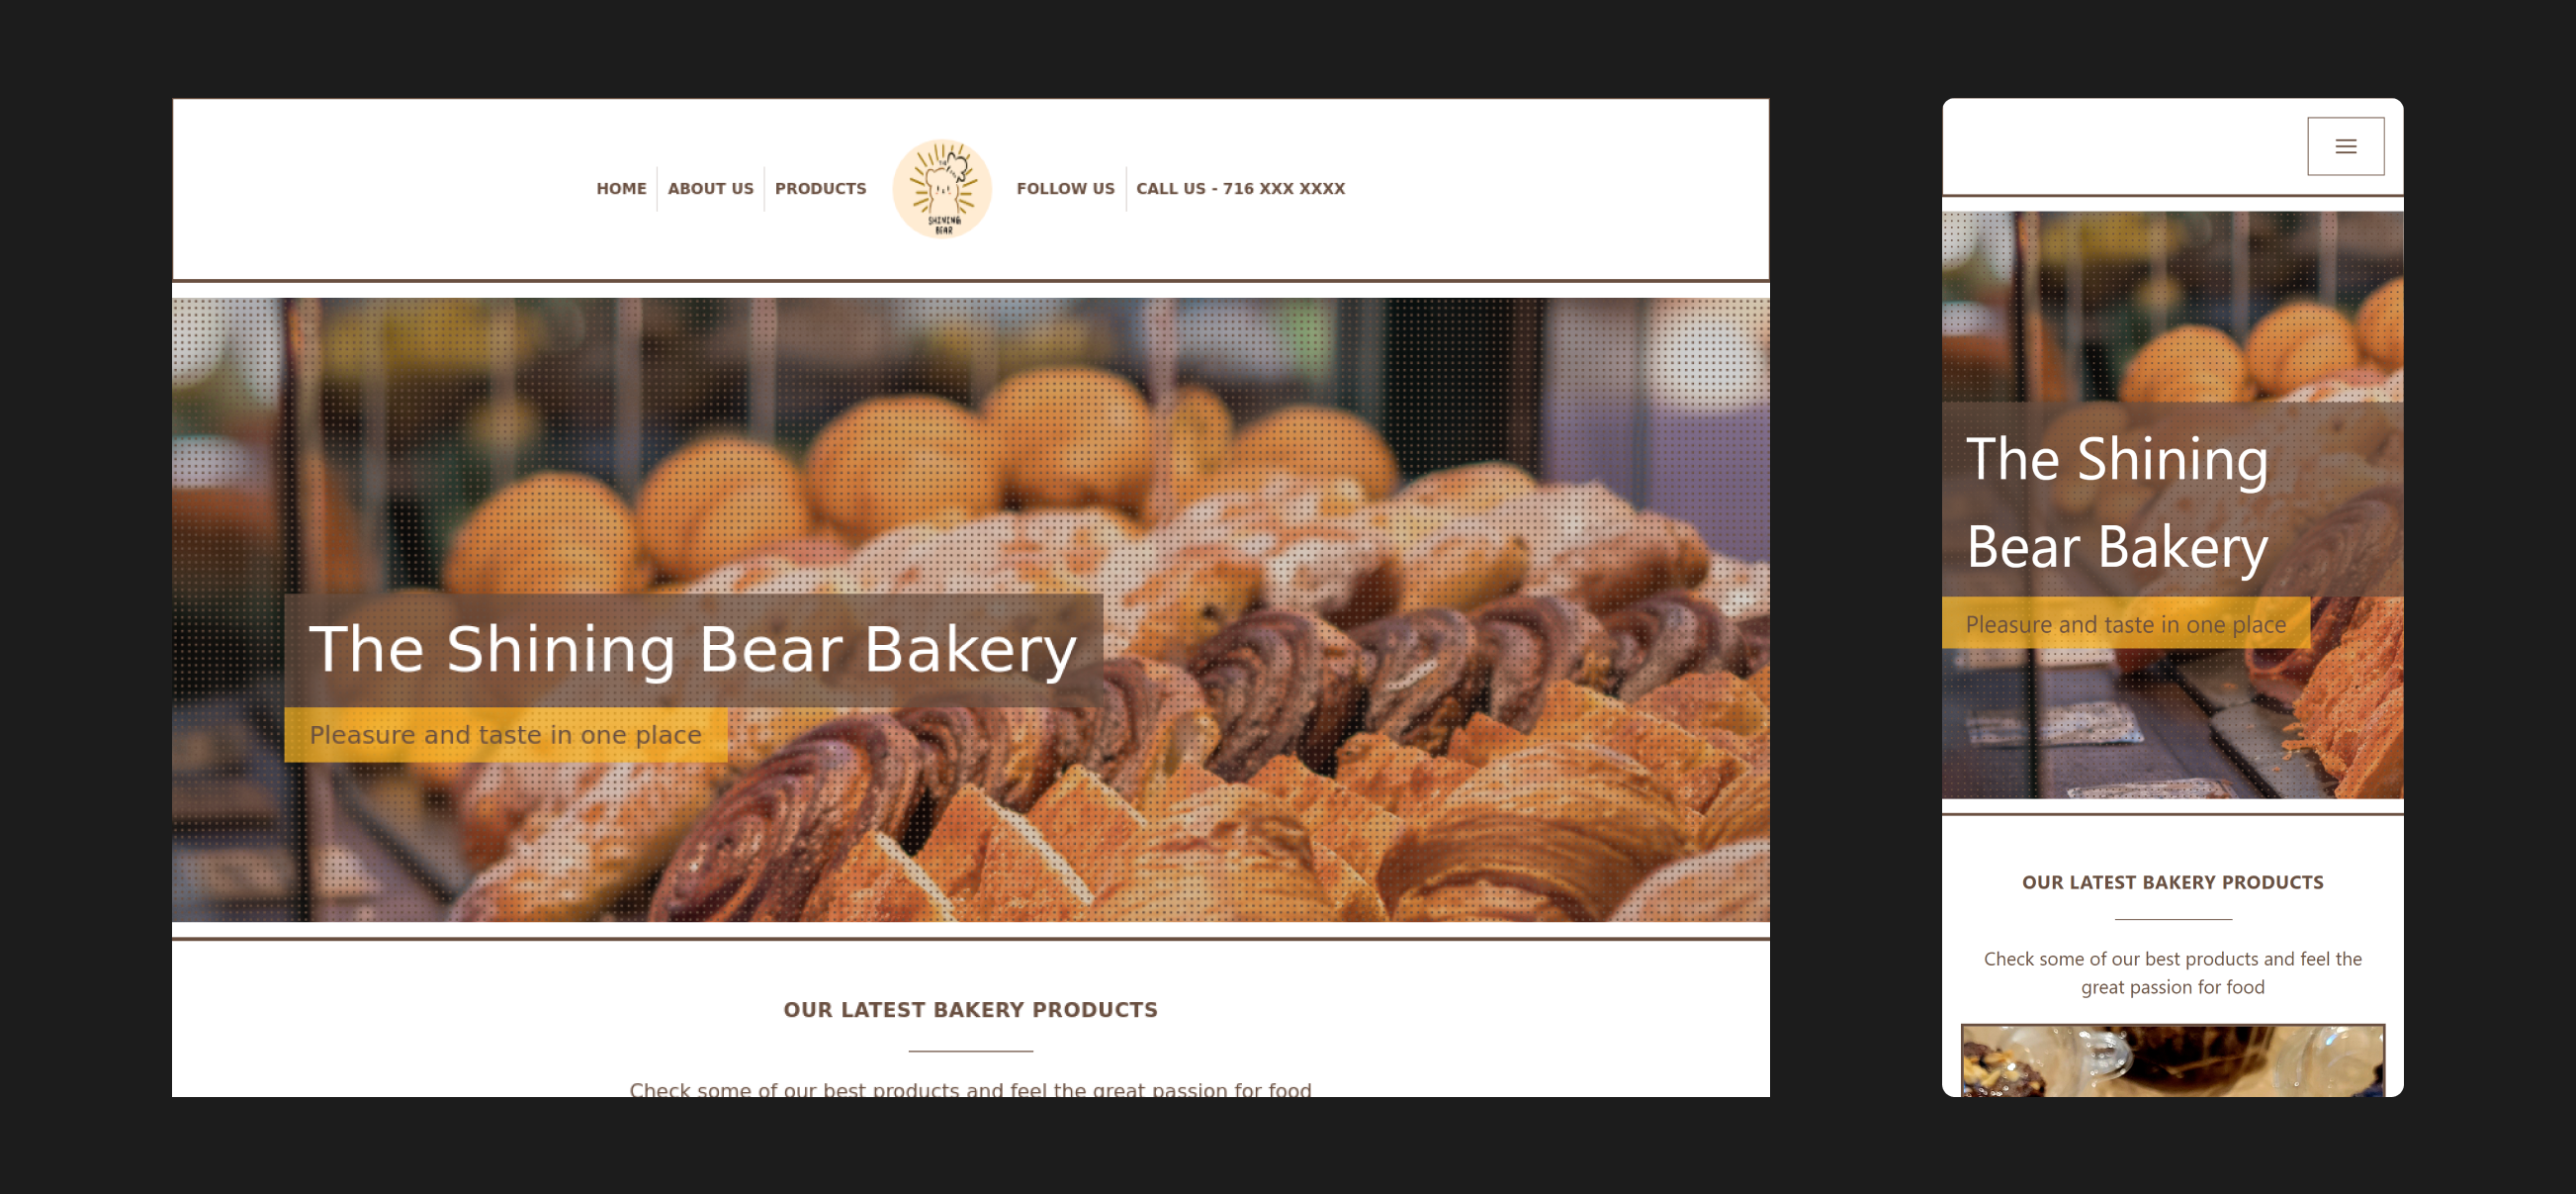 HOME ABOUT US PRODUCTS FOLLOW US CALL US - 716 XXX XXXX
SHINING
BEAR
The Shining Bear Bakery
Pleasure and taste in one place
OUR LATEST BAKERY PRODUCTS
Check some of our best products and feel the great passion for food
The Shining
Bear Bakery
Pleasure and taste in one place
OUR LATEST BAKERY PRODUCTS
Check some of our best products and feel the
great passion for food